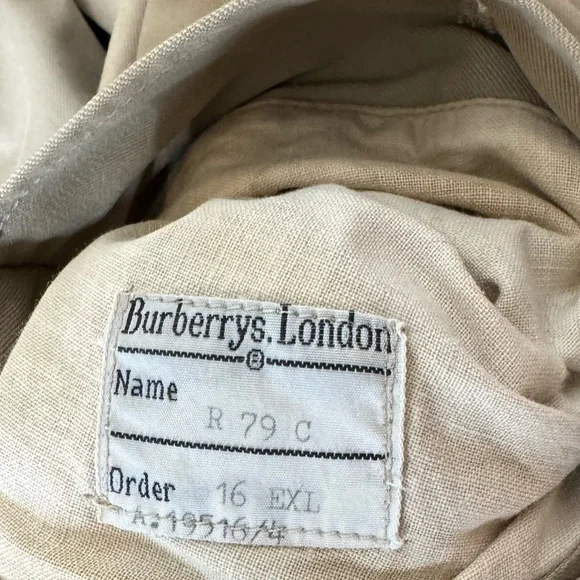 Burberrys. London
®
Name R 79 C
Order 16 EXL
A:19516/4